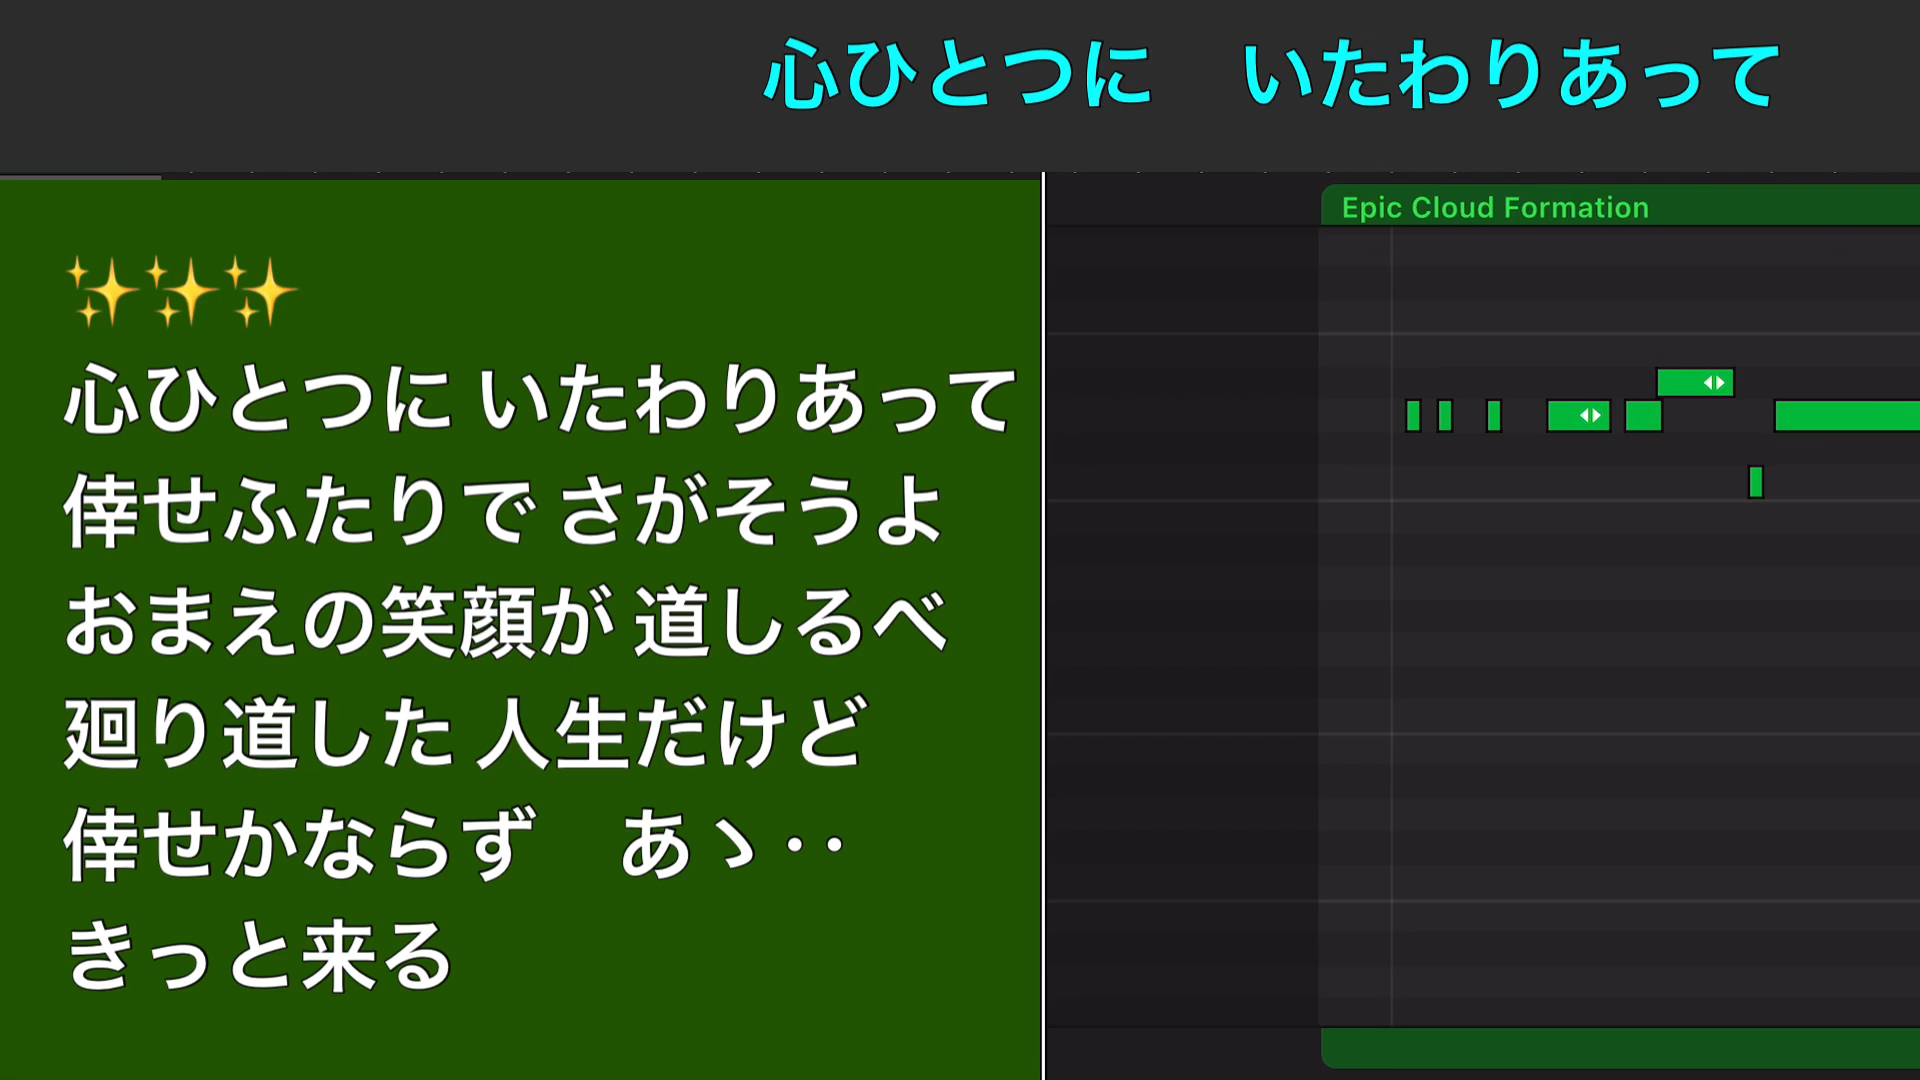 心ひとつに　いたわりあって
Epic Cloud Formation
✨✨✨
心ひとつに いたわりあって
倖せふたりで さがそうよ
おまえの笑顔が 道しるべ
廻り道した 人生だけど
倖せかならず　あゝ‥
きっと来る